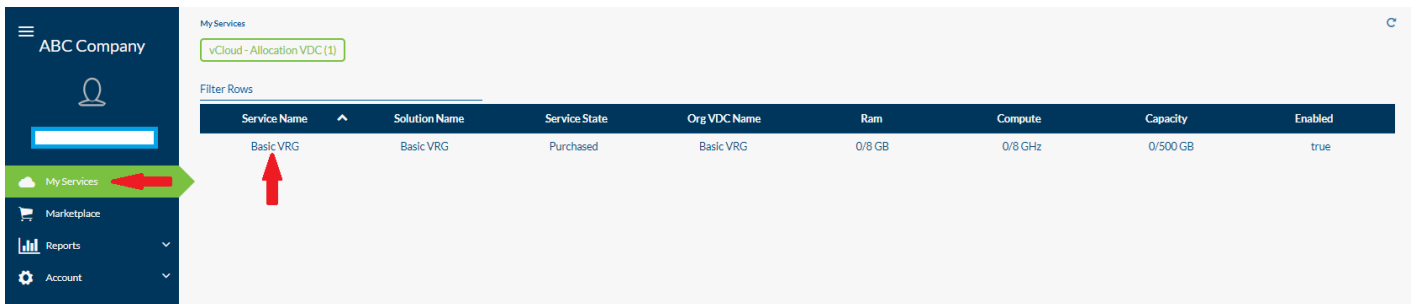 ABC Company
My Services
Marketplace
Reports
Account
My Services
vCloud - Allocation VDC (1)
Filter Rows
Service Name Solution Name Service State Org VDC Name Ram Compute Capacity Enabled
Basic VRG Basic VRG Purchased Basic VRG 0/8 GB 0/8 GHz 0/500 GB true